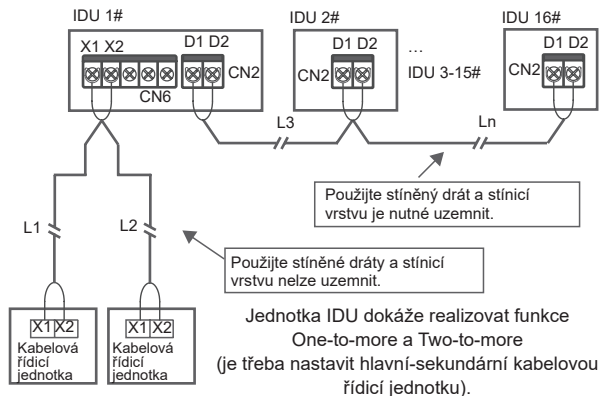 IDU 1#
IDU 2#
IDU 16#
X1 X2
D1 D2
CN2
CN6
D1 D2
CN2
…
IDU 3-15#
D1 D2
CN2
L3
Ln
Použijte stíněný drát a stínicí
vrstvu je nutné uzemnit.
L1
L2
Použijte stíněné dráty a stínicí
vrstvu nelze uzemnit.
X1 X2
Kabelová
řídicí
jednotka
X1 X2
Kabelová
řídicí
jednotka
Jednotka IDU dokáže realizovat funkce
One-to-more a Two-to-more
(je třeba nastavit hlavní-sekundární kabelovou
řídicí jednotku).